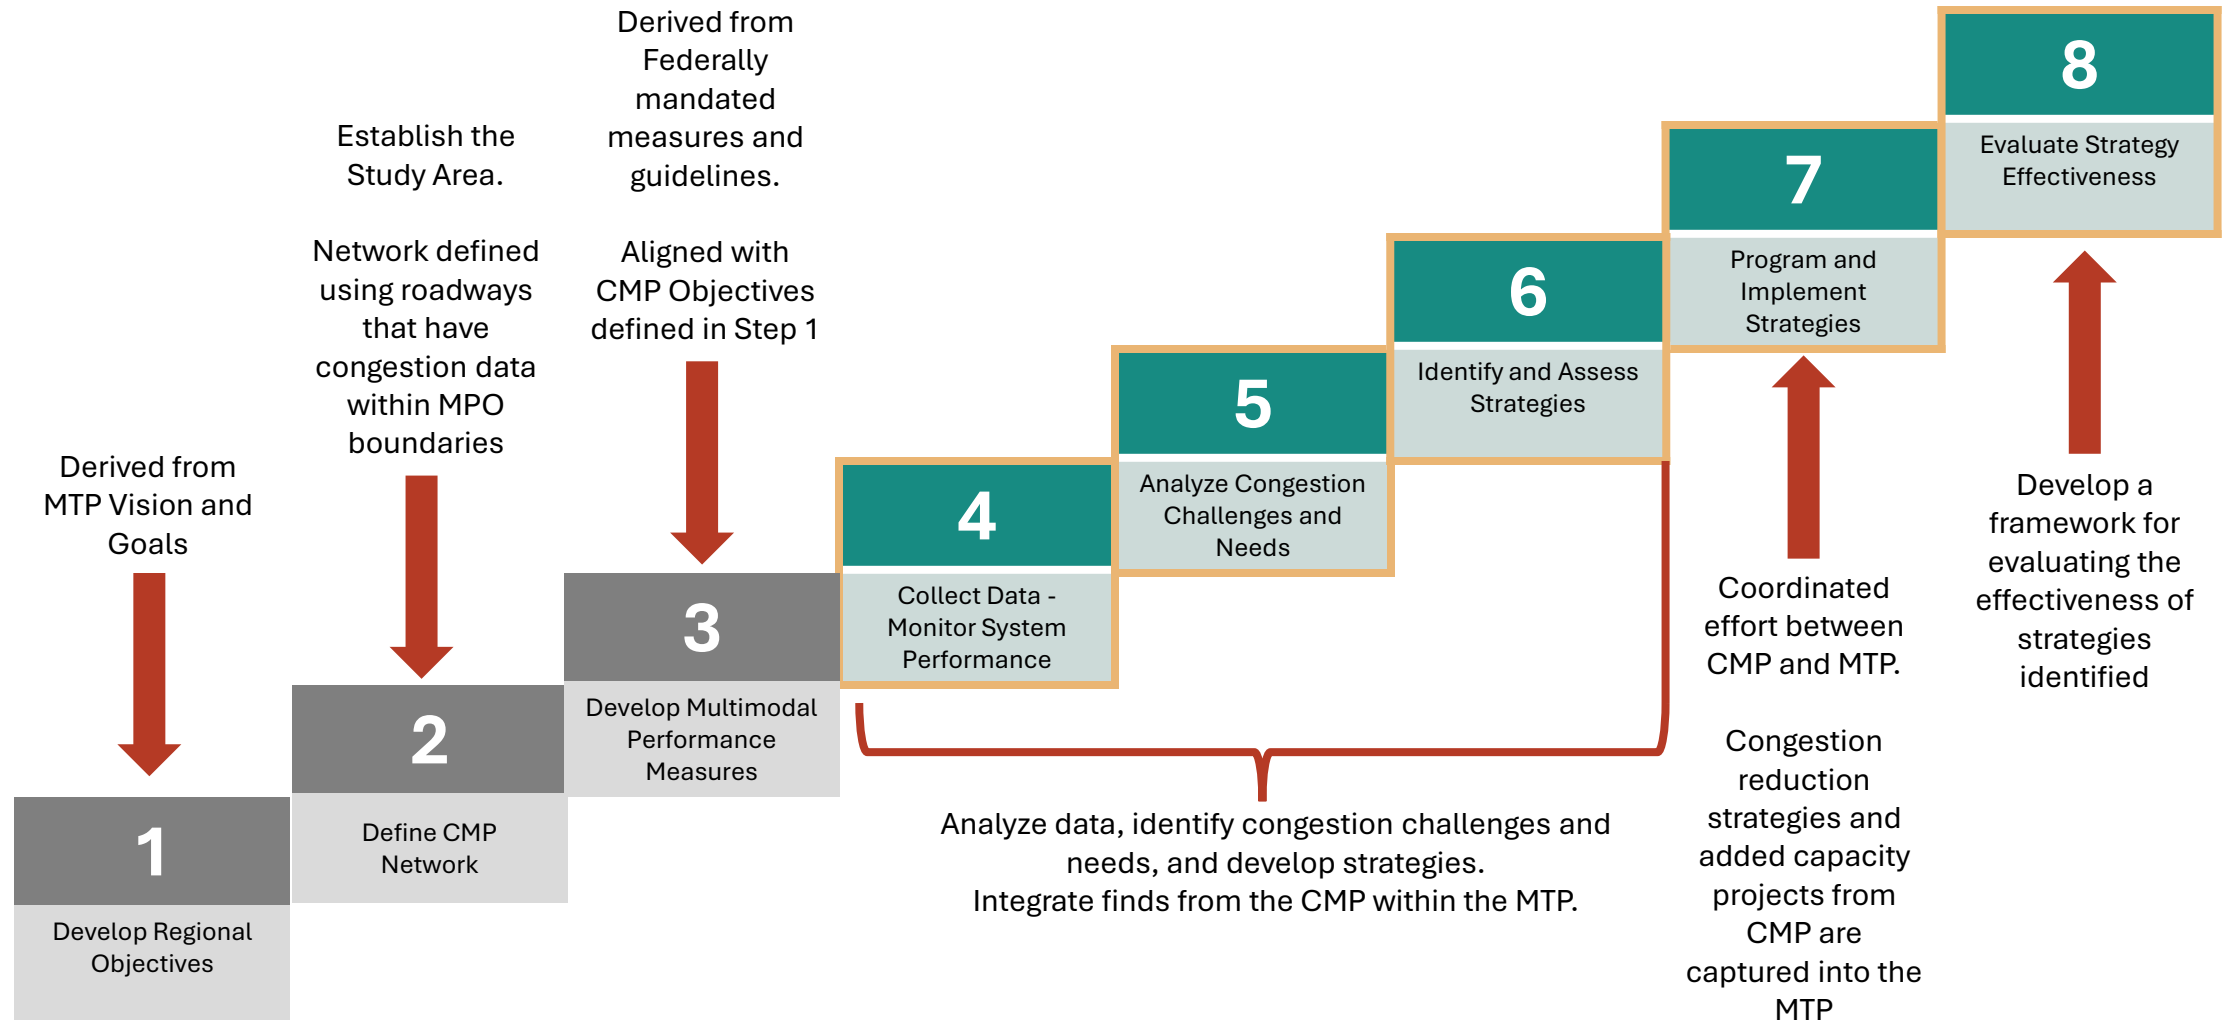 Derived from
MTP Vision and
Goals
1
Develop Regional
Objectives
Establish the
Study Area.
Network defined
using roadways
that have
congestion data
within MPO
boundaries
2
Define CMP
Network
Derived from
Federally
mandated
measures and
guidelines.
Aligned with
CMP Objectives
defined in Step 1
3
Develop Multimodal
Performance
Measures
4
Collect Data -
Monitor System
Performance
5
Analyze Congestion
Challenges and
Needs
6
Identify and Assess
Strategies
Analyze data, identify congestion challenges and
needs, and develop strategies.
Integrate finds from the CMP within the MTP.
7
Program and
Implement
Strategies
Coordinated
effort between
CMP and MTP.
Congestion
reduction
strategies and
added capacity
projects from
CMP are
captured into the
MTP
8
Evaluate Strategy
Effectiveness
Develop a
framework for
evaluating the
effectiveness of
strategies
identified